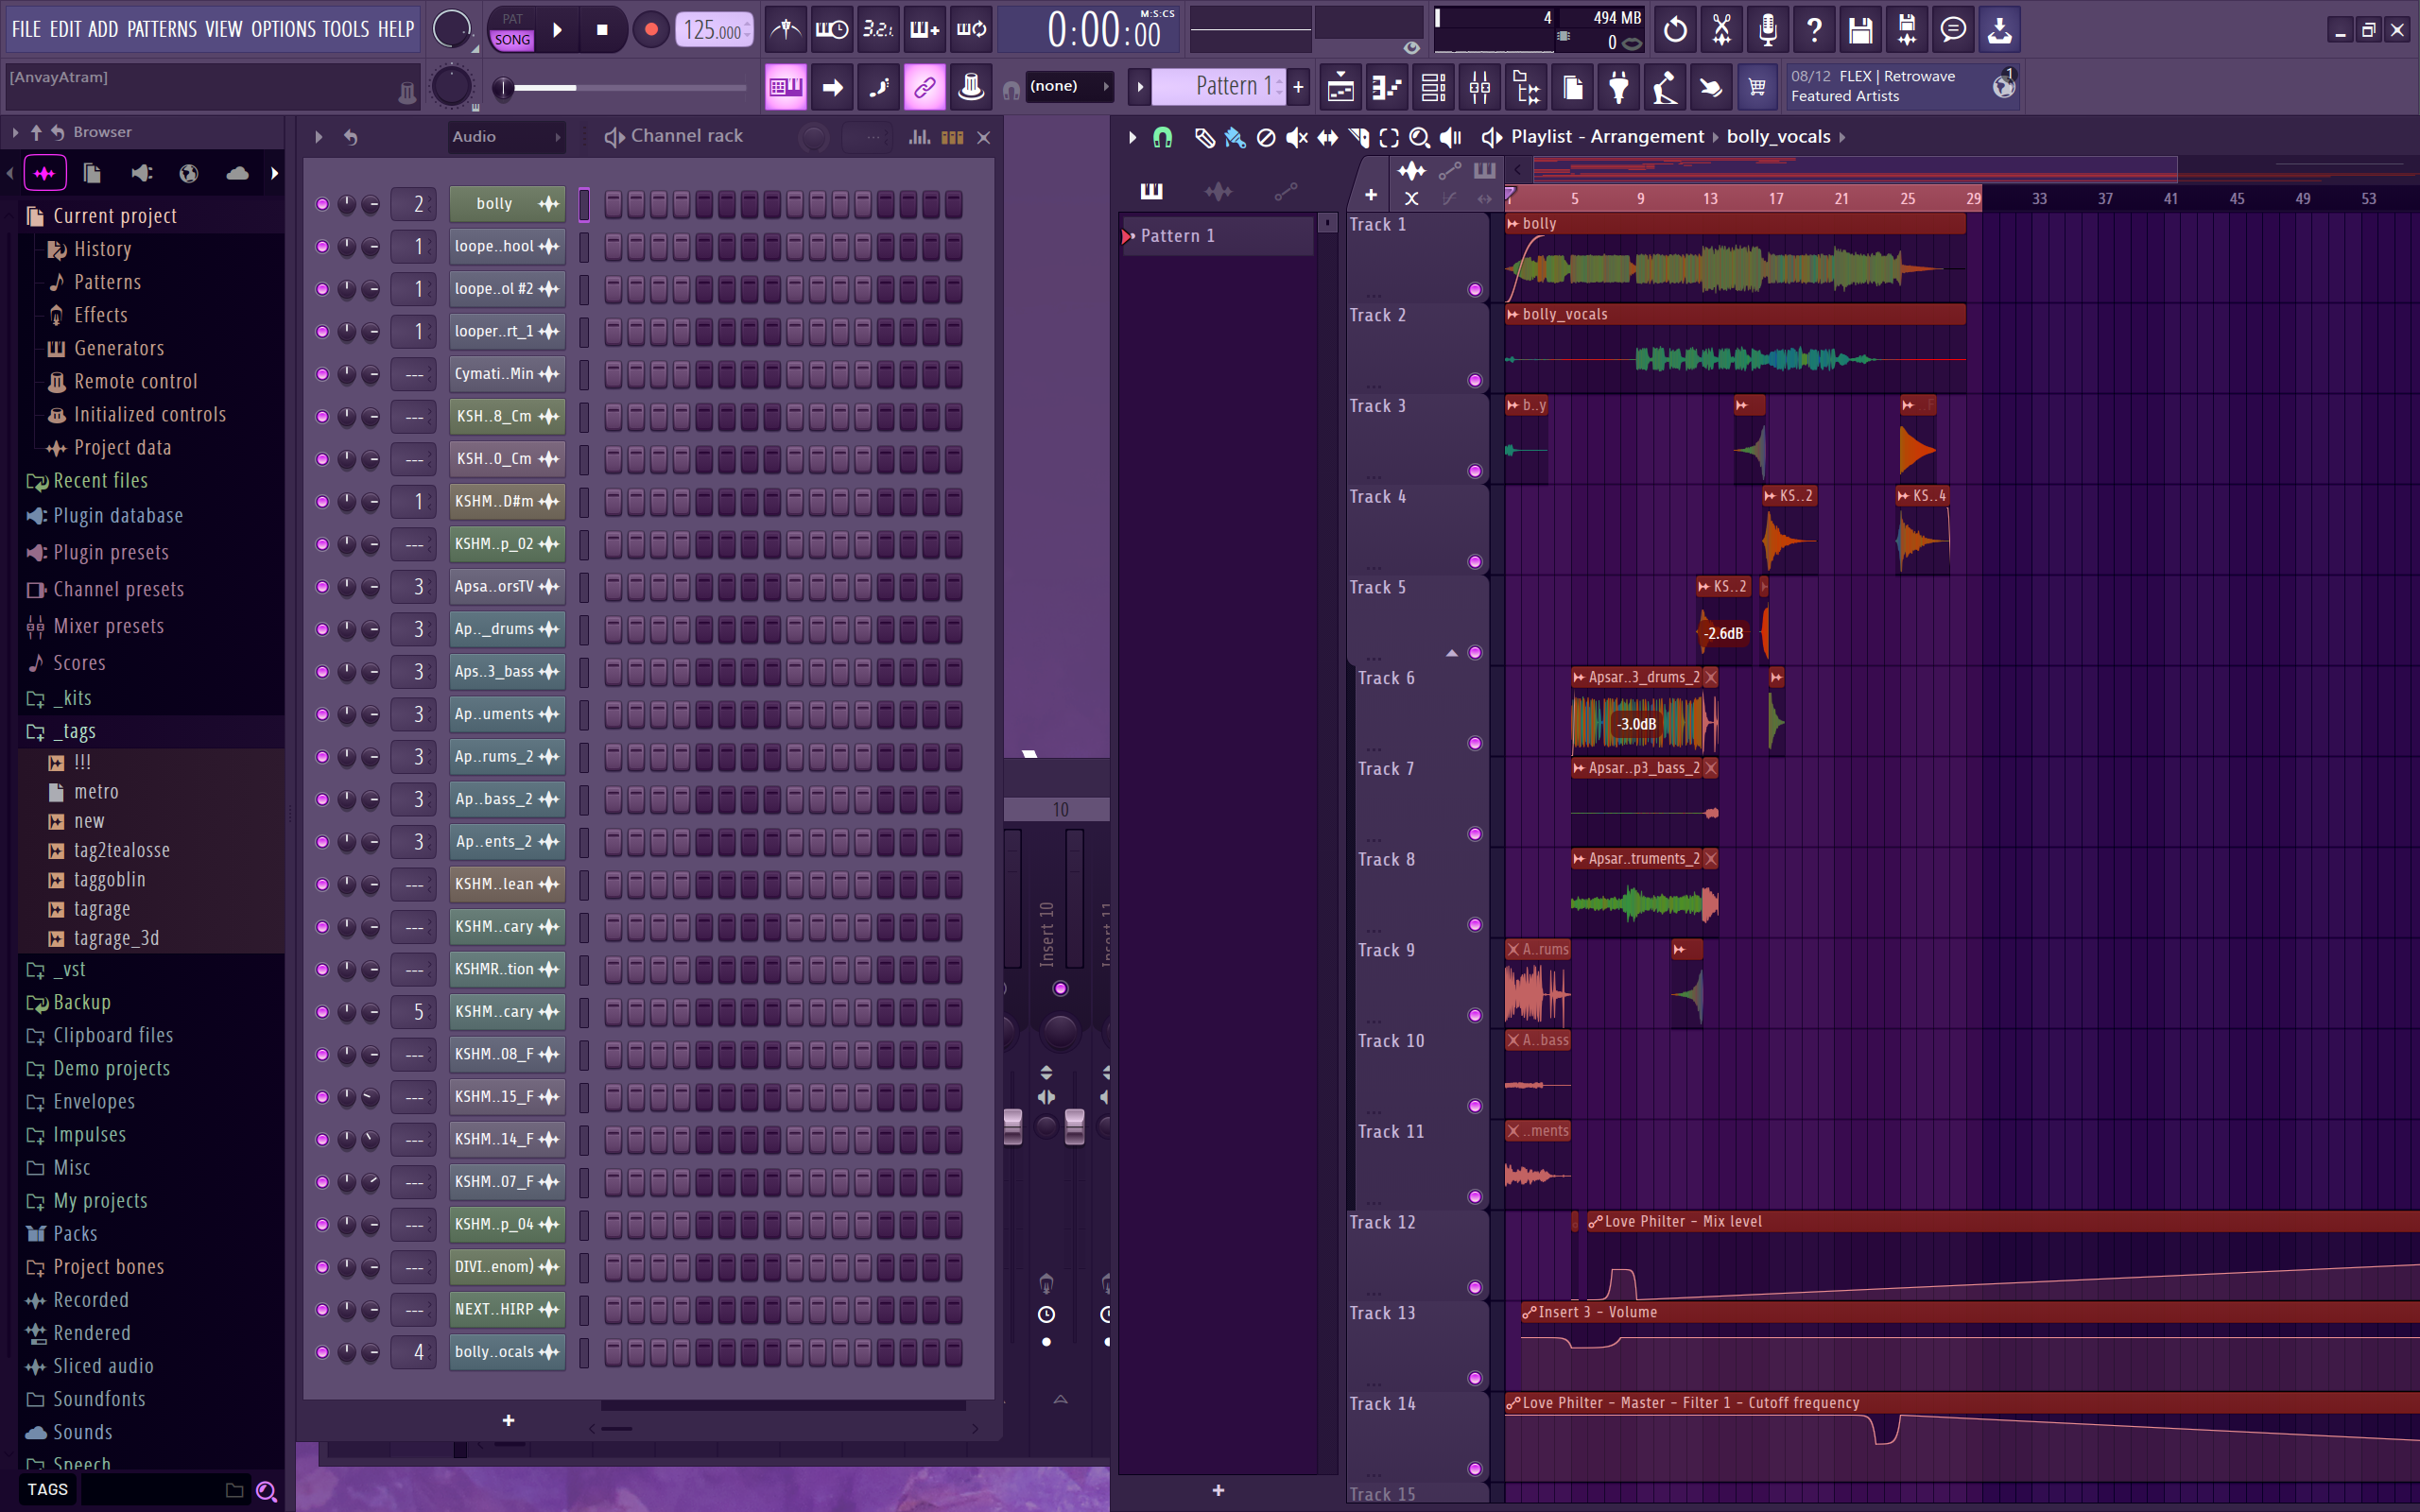 FILE EDIT ADD PATTERNS VIEW OPTIONS TOOLS HELP
PAT
SONG
125.000
3.2.
M:S:CS
0:00:00
4
494 MB
0
[AnvayAtram]
(none)
Pattern 1
08/12 FLEX | Retrowave
Featured Artists
1
Browser
Current project
History
Patterns
Effects
Generators
Remote control
Initialized controls
Project data
Recent files
Plugin database
Plugin presets
Channel presets
Mixer presets
Scores
_kits
_tags
!!!
metro
new
tag2tealosse
taggoblin
tagrage
tagrage_3d
_vst
Backup
Clipboard files
Demo projects
Envelopes
Impulses
Misc
My projects
Packs
Project bones
Recorded
Rendered
Sliced audio
Soundfonts
Sounds
Speech
TAGS
Audio
Channel rack
2 bolly
1 loope..hool
1 loope..ol #2
1 looper..rt_1
--- Cymati..Min
--- KSH..8_Cm
--- KSH..0_Cm
1 KSHM..D#m
--- KSHM..p_02
3 Apsa..orsTV
3 Ap.._drums
3 Aps..3_bass
3 Ap..uments
3 Ap..rums_2
3 Ap..bass_2
3 Ap..ents_2
--- KSHM..lean
--- KSHM..cary
--- KSHMR..tion
5 KSHM..cary
--- KSHM..08_F
--- KSHM..15_F
--- KSHM..14_F
--- KSHM..07_F
--- KSHM..p_04
--- DIVI..enom)
--- NEXT..HIRP
4 bolly..ocals
10
Insert 10
Playlist - Arrangement › bolly_vocals ›
Pattern 1
5 9 13 17 21 25 29 33 37 41 45 49 53
Track 1
bolly
Track 2
bolly_vocals
Track 3
b..y
Track 4
KS..2
KS..4
Track 5
KS..2
-2.6dB
Track 6
Apsar..3_drums_2
-3.0dB
Track 7
Apsar..p3_bass_2
Track 8
Apsar..truments_2
Track 9
A..rums
Track 10
A..bass
Track 11
..ments
Track 12
Love Philter - Mix level
Track 13
Insert 3 - Volume
Track 14
Love Philter - Master - Filter 1 - Cutoff frequency
Track 15